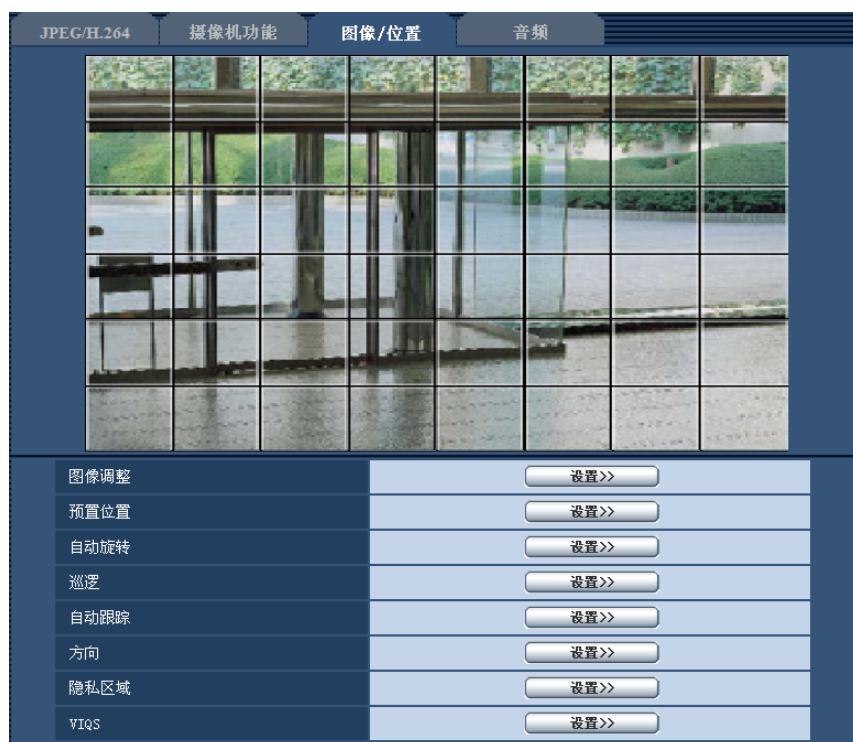 JPEG/H.264 摄像机功能 图像/位置 音频
图像调整 设置>>
预置位置 设置>>
自动旋转 设置>>
巡逻 设置>>
自动跟踪 设置>>
方向 设置>>
隐私区域 设置>>
VIQS 设置>>